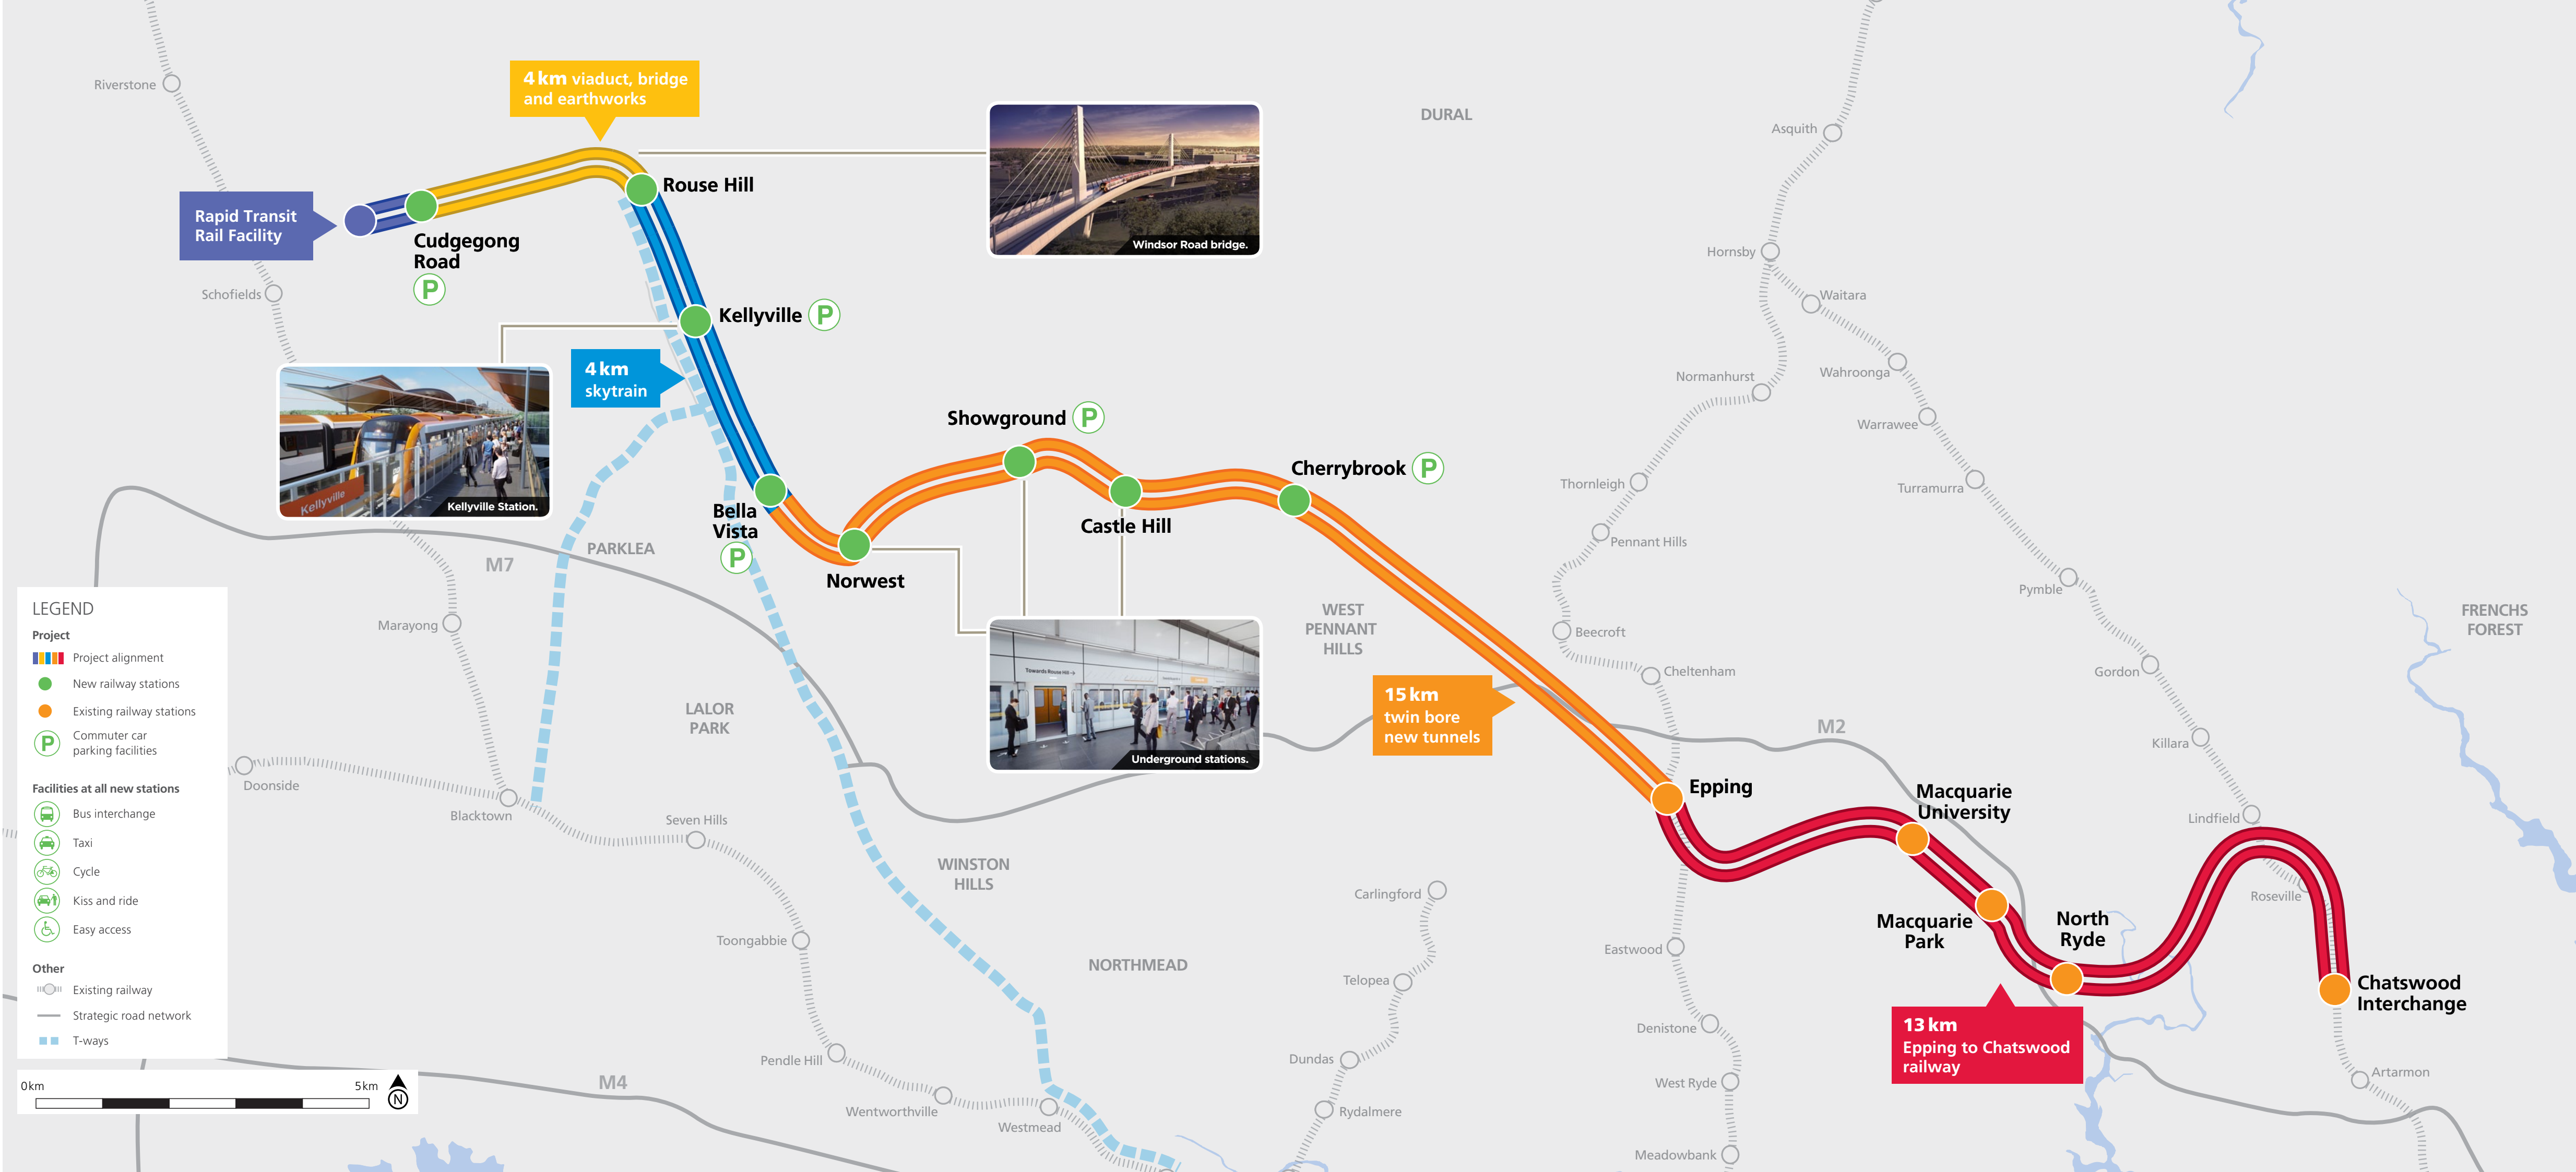 Riverstone
4 km viaduct, bridge
and earthworks
DURAL
Asquith
Rouse Hill
Rapid Transit
Rail Facility
Cudgegong
Road
P
Windsor Road bridge.
Hornsby
Schofields
Waitara
Kellyville P
4 km
skytrain
Normanhurst
Wahroonga
Warrawee
Showground P
Kellyville
Kellyville Station.
Cherrybrook P
Thornleigh
Turramurra
Bella
Vista
P
Castle Hill
Pennant Hills
PARKLEA
M7
Norwest
Pymble
WEST
PENNANT
HILLS
FRENCHS
FOREST
Marayong
Beecroft
Cheltenham
Gordon
Towards Rouse Hill
Underground stations.
15 km
twin bore
new tunnels
LALOR
PARK
M2
Killara
Doonside
Blacktown
Seven Hills
Epping
Macquarie
University
Lindfield
WINSTON
HILLS
Carlingford
Roseville
Macquarie
Park
North
Ryde
Toongabbie
NORTHMEAD
Eastwood
Telopea
Chatswood
Interchange
13 km
Epping to Chatswood
railway
Denistone
Pendle Hill
Dundas
M4
West Ryde
Artarmon
Wentworthville
Westmead
Rydalmere
Meadowbank
LEGEND
Project
Project alignment
New railway stations
Existing railway stations
P Commuter car
parking facilities
Facilities at all new stations
Bus interchange
Taxi
Cycle
Kiss and ride
Easy access
Other
Existing railway
Strategic road network
T-ways
0km 5km
N